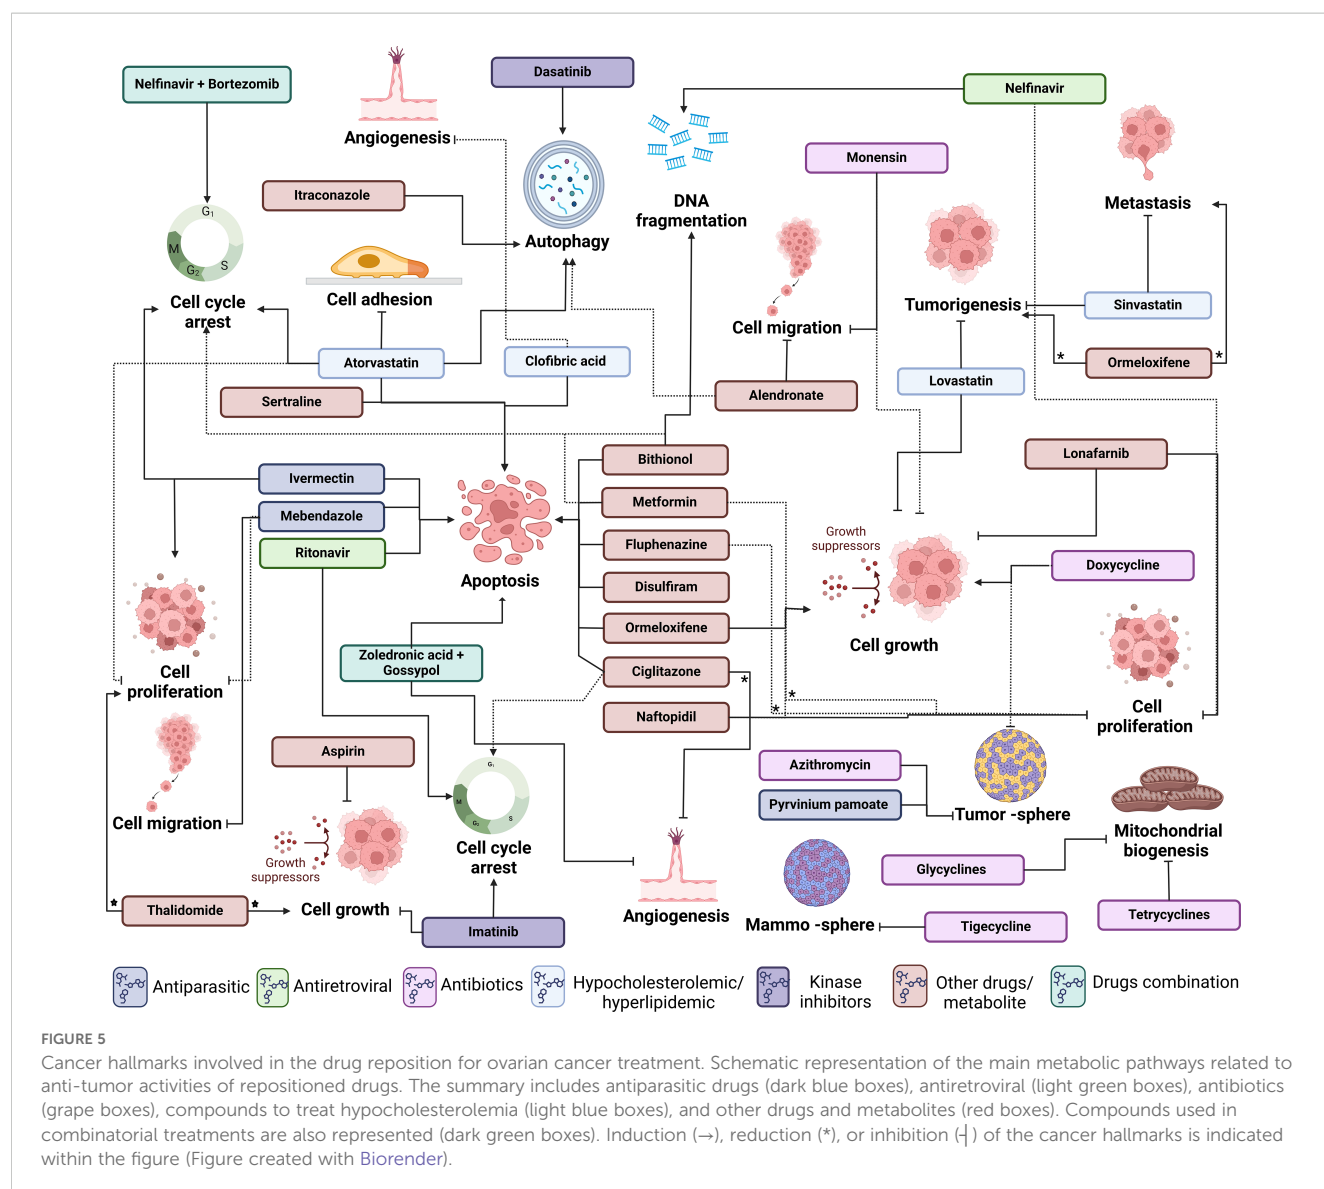 Nelfinavir + Bortezomib
Angiogenesis
Dasatinib
Nelfinavir
Monensin
Itraconazole
Autophagy
DNA
fragmentation
Metastasis
G1
S
G2
M
Cell cycle
arrest
Cell adhesion
Cell migration
Tumorigenesis
Sinvastatin
Ormeloxifene
*
*
Atorvastatin
Clofibric acid
Lovastatin
Sertraline
Alendronate
Lonafarnib
Ivermectin
Mebendazole
Ritonavir
Apoptosis
Bithionol
Metformin
Fluphenazine
Disulfiram
Ormeloxifene
Ciglitazone
Naftopidil
*
*
*
Growth
suppressors
Cell growth
Doxycycline
Cell
proliferation
Zoledronic acid +
Gossypol
Cell
proliferation
Cell migration
Aspirin
Growth
suppressors
Cell growth
Thalidomide
*
*
Imatinib
G1
S
G2
M
Cell cycle
arrest
Angiogenesis
Azithromycin
Pyrvinium pamoate
Tumor -sphere
Mitochondrial
biogenesis
Glycyclines
Tetrycyclines
Mammo -sphere
Tigecycline
Antiparasitic
Antiretroviral
Antibiotics
Hypocholesterolemic/
hyperlipidemic
Kinase
inhibitors
Other drugs/
metabolite
Drugs combination
FIGURE 5
Cancer hallmarks involved in the drug reposition for ovarian cancer treatment. Schematic representation of the main metabolic pathways related to
anti-tumor activities of repositioned drugs. The summary includes antiparasitic drugs (dark blue boxes), antiretroviral (light green boxes), antibiotics
(grape boxes), compounds to treat hypocholesterolemia (light blue boxes), and other drugs and metabolites (red boxes). Compounds used in
combinatorial treatments are also represented (dark green boxes). Induction (→), reduction (*), or inhibition (┤) of the cancer hallmarks is indicated
within the figure (Figure created with Biorender).